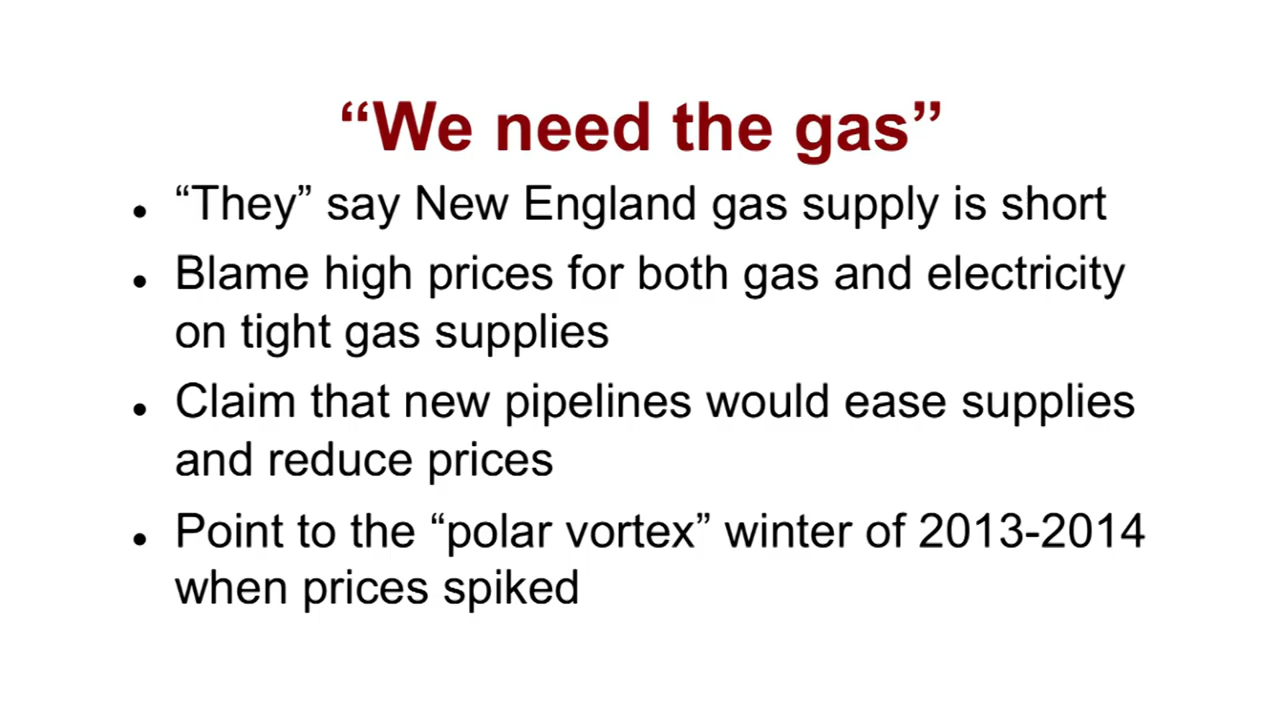 “We need the gas”
• “They” say New England gas supply is short
• Blame high prices for both gas and electricity
on tight gas supplies
• Claim that new pipelines would ease supplies
and reduce prices
• Point to the “polar vortex” winter of 2013-2014
when prices spiked